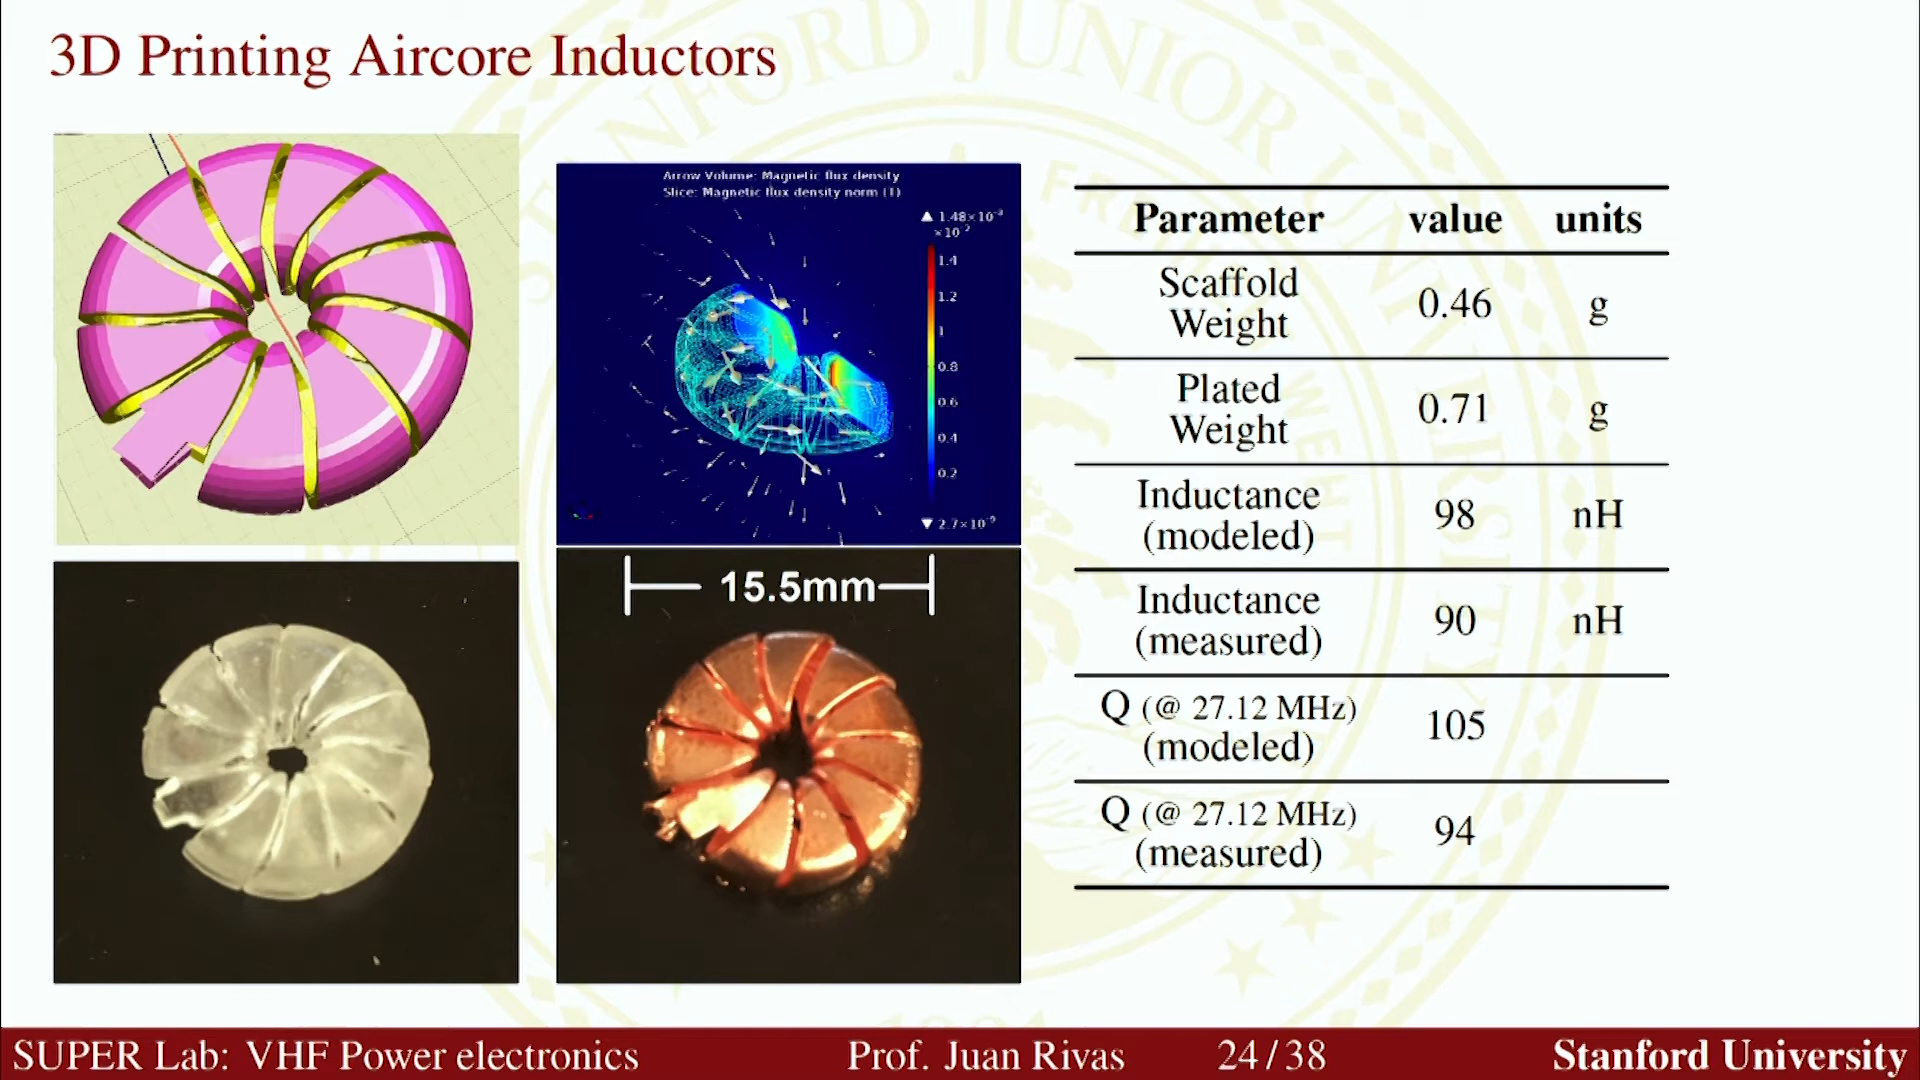 3D Printing Aircore Inductors
Arrow Volume: Magnetic flux density
Slice: Magnetic flux density norm (T)
▲ 1.48×10⁻²
×10⁻²
1.4
1.2
1
0.8
0.6
0.4
0.2
▼ 2.7×10⁻⁹
15.5mm
Parameter value units
Scaffold Weight 0.46 g
Plated Weight 0.71 g
Inductance (modeled) 98 nH
Inductance (measured) 90 nH
Q (@ 27.12 MHz) (modeled) 105
Q (@ 27.12 MHz) (measured) 94
SUPER Lab: VHF Power electronics Prof. Juan Rivas 24/38 Stanford University